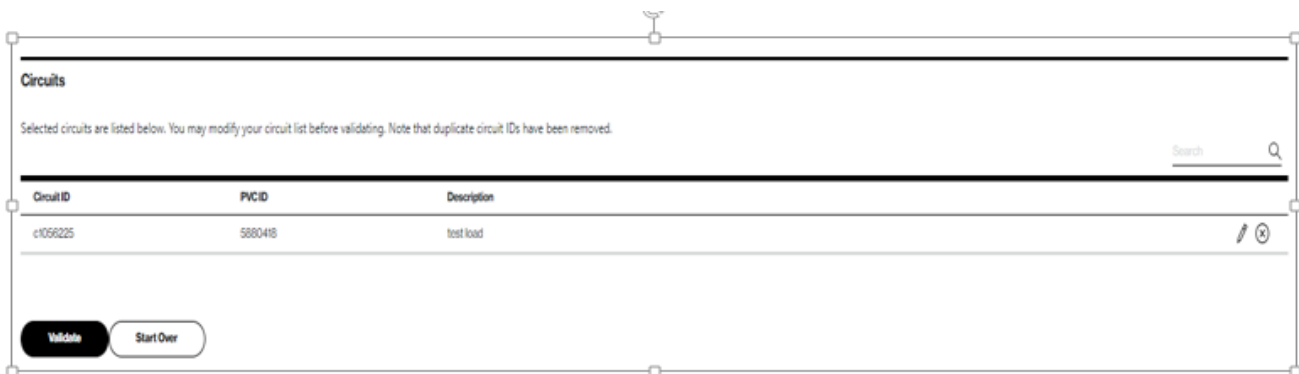 Circuits
Selected circuits are listed below. You may modify your circuit list before validating. Note that duplicate circuit IDs have been removed.
Search
Circuit ID PVC ID Description
c1056225 5880418 test load
Validate Start Over